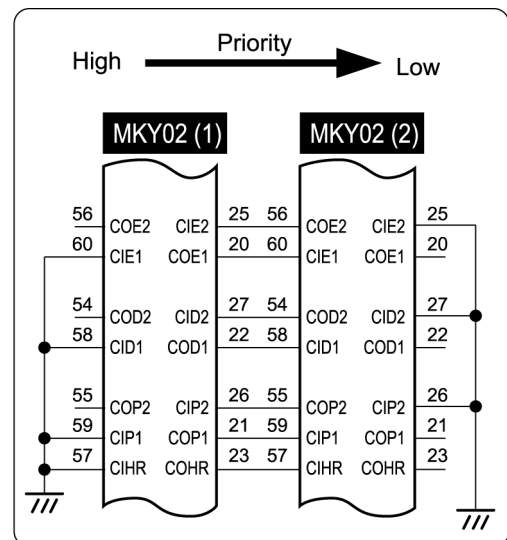 Priority
High Low
MKY02 (1) MKY02 (2)
56 COE2 CIE2 25 56 COE2 CIE2 25
60 CIE1 COE1 20 60 CIE1 COE1 20
54 COD2 CID2 27 54 COD2 CID2 27
58 CID1 COD1 22 58 CID1 COD1 22
55 COP2 CIP2 26 55 COP2 CIP2 26
59 CIP1 COP1 21 59 CIP1 COP1 21
57 CIHR COHR 23 57 CIHR COHR 23